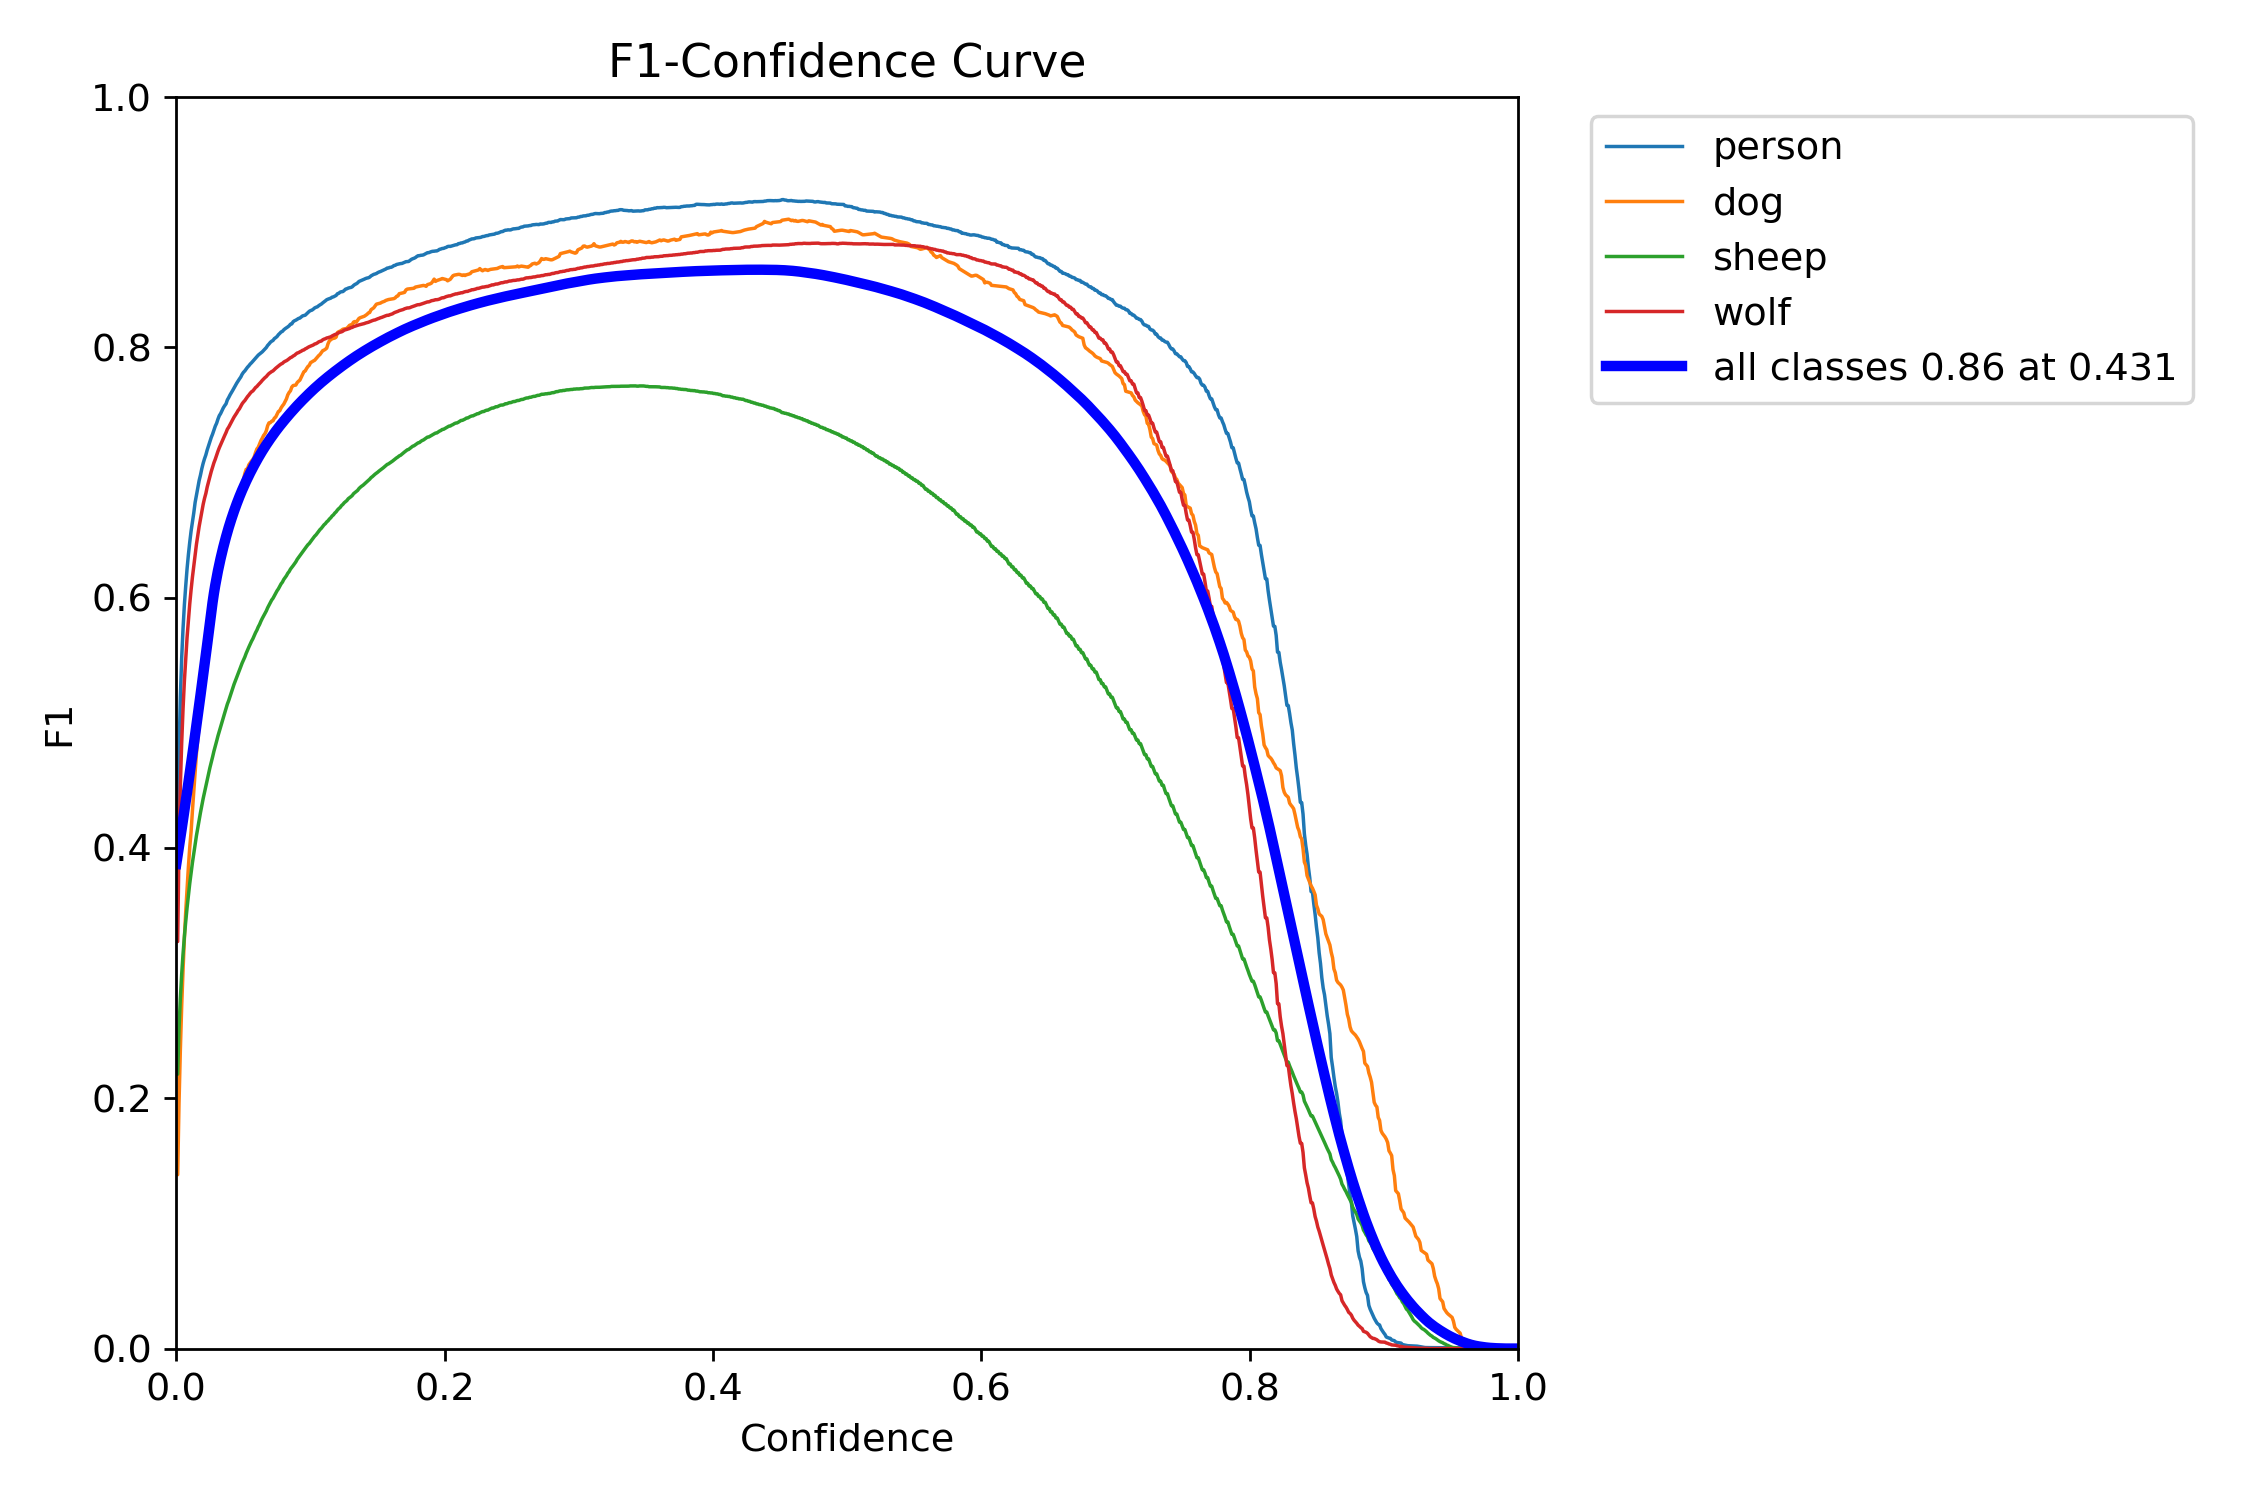 F1-Confidence Curve
1.0
0.8
0.6
0.4
0.2
0.0
F1
0.0 0.2 0.4 0.6 0.8 1.0
Confidence
person
dog
sheep
wolf
all classes 0.86 at 0.431